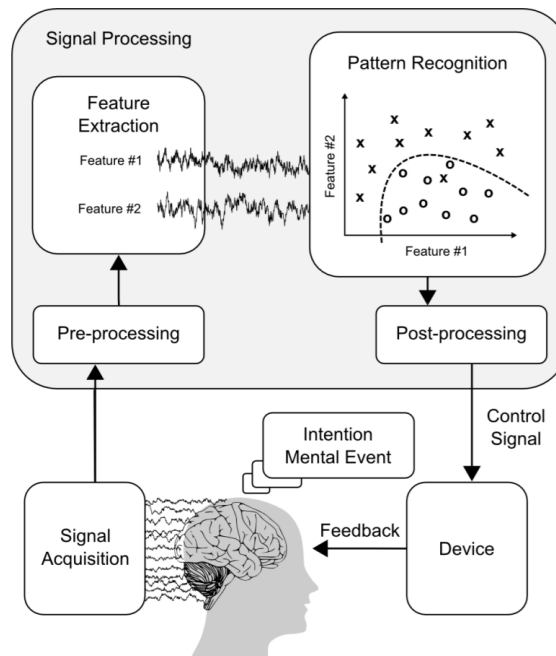 Signal Processing
Feature
Extraction
Feature #1
Feature #2
Pattern Recognition
Feature #2
Feature #1
Pre-processing
Post-processing
Control
Signal
Intention
Mental Event
Signal
Acquisition
Feedback
Device